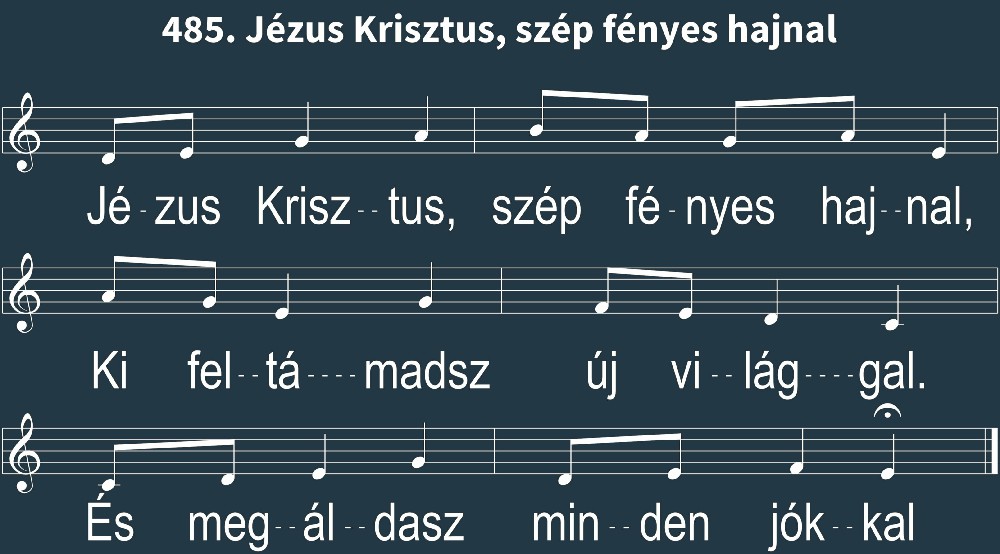 485. Jézus Krisztus, szép fényes hajnal
Jé - zus Krisz - - tus, szép fé - nyes haj - - nal,
Ki fel - - tá - - - - madsz új vi - - lág - - - - gal.
És meg - - ál - - dasz min - - den jók - - kal